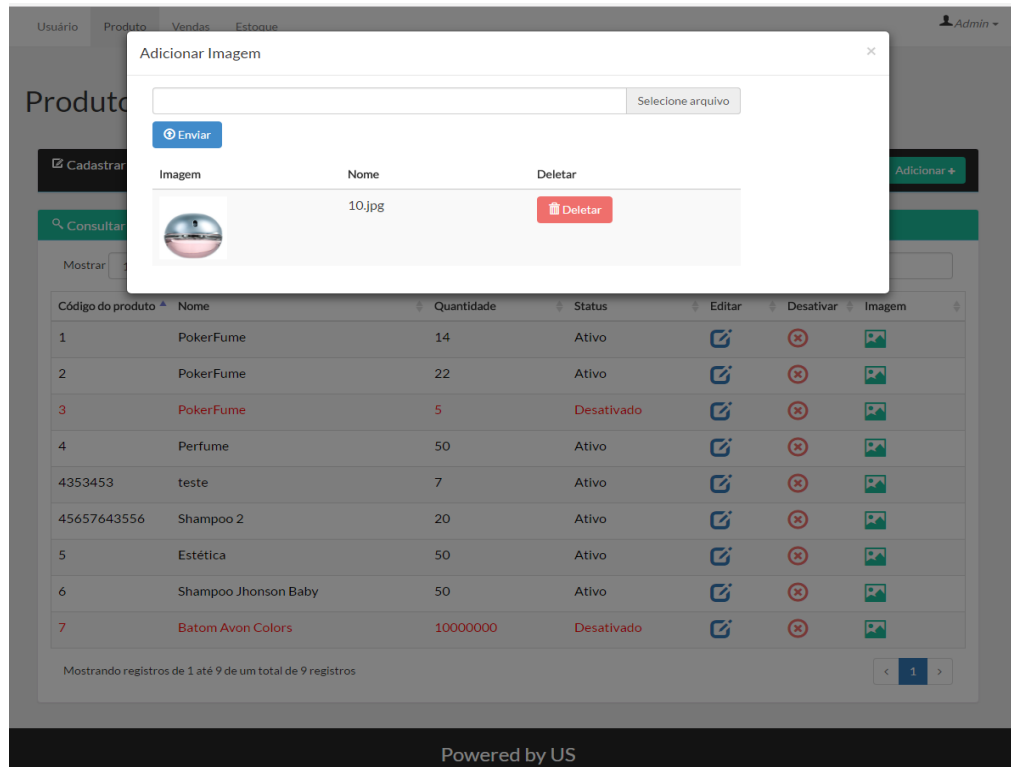 Usuário Produto Vendas Estoque Admin
Adicionar Imagem ×
Produto
Selecione arquivo
Enviar
Cadastrar Adicionar +
Imagem Nome Deletar
10.jpg Deletar
Consultar
Mostrar 1
Código do produto Nome Quantidade Status Editar Desativar Imagem
1 PokerFume 14 Ativo
2 PokerFume 22 Ativo
3 PokerFume 5 Desativado
4 Perfume 50 Ativo
4353453 teste 7 Ativo
45657643556 Shampoo 2 20 Ativo
5 Estética 50 Ativo
6 Shampoo Jhonson Baby 50 Ativo
7 Batom Avon Colors 10000000 Desativado
Mostrando registros de 1 até 9 de um total de 9 registros < 1 >
Powered by US